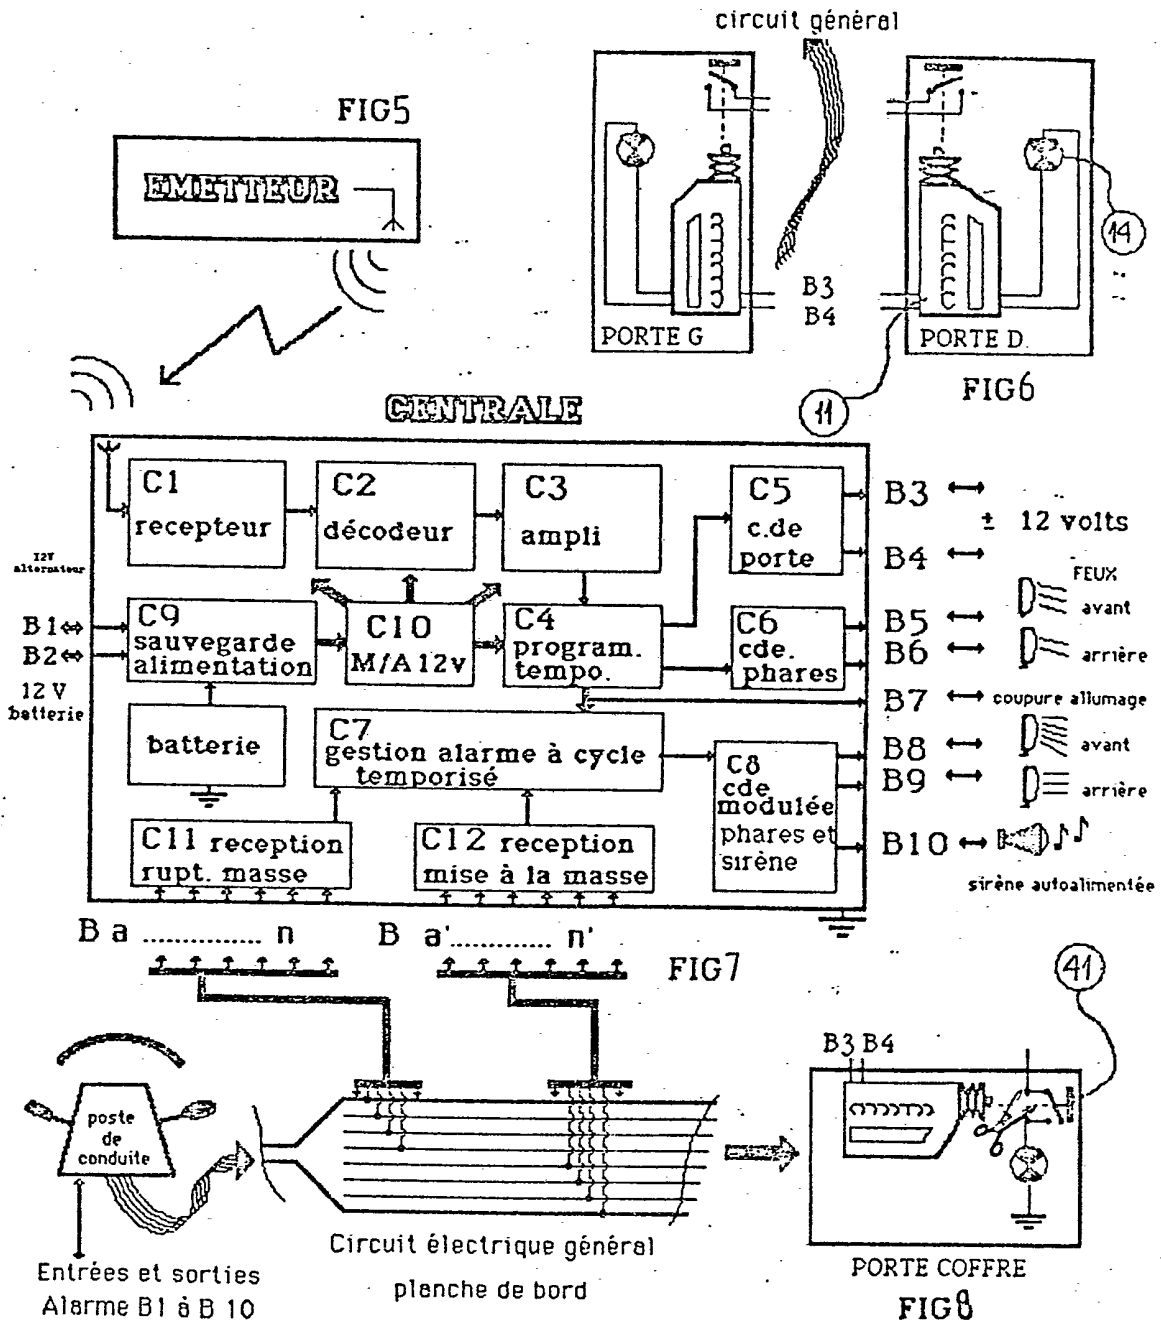 circuit général
FIG5
EMETTEUR
B3
B4
PORTE G
PORTE D.
14
11
FIG6
CENTRALE
C1
recepteur
C2
décodeur
C3
ampli
C5
c.de
porte
B3
± 12 volts
B4
12V
alternateur
B1
B2
12 V
batterie
C9
sauvegarde
alimentation
C10
M/A 12v
C4
program.
tempo.
C6
cde.
phares
FEUX
B5
avant
B6
arrière
B7
coupure allumage
batterie
C7
gestion alarme à cycle
temporisé
C8
cde
modulée
phares et
sirène
B8
avant
B9
arrière
B10
sirène autoalimentée
C11 reception
rupt. masse
C12 reception
mise à la masse
B a ............... n
B a'............ n'
FIG7
41
B3 B4
poste
de
conduite
Circuit électrique général
planche de bord
Entrées et sorties
Alarme B1 à B 10
PORTE COFFRE
FIG8